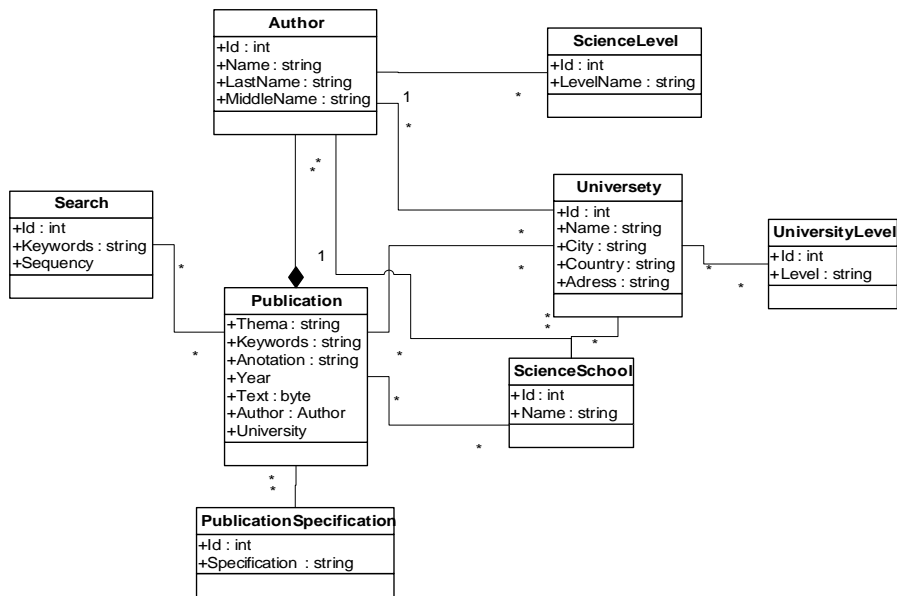 Author
+Id : int
+Name : string
+LastName : string
+MiddleName : string
ScienceLevel
+Id : int
+LevelName : string
1
*
*
*
*
Search
+Id : int
+Keywords : string
+Sequency
Universety
+Id : int
+Name : string
+City : string
+Country : string
+Adress : string
UniversityLevel
+Id : int
+Level : string
*
1
*
*
*
*
Publication
+Thema : string
+Keywords : string
+Anotation : string
+Year
+Text : byte
+Author : Author
+University
*
*
*
*
*
ScienceSchool
+Id : int
+Name : string
*
*
*
*
PublicationSpecification
+Id : int
+Specification : string